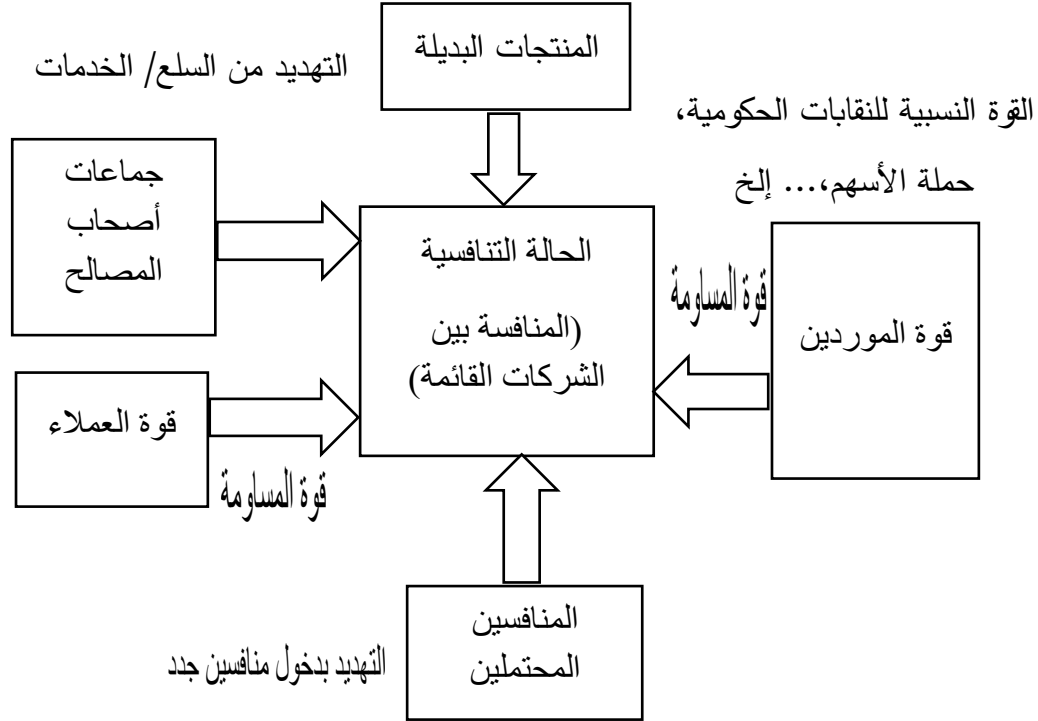 المنتجات البديلة
التهديد من السلع/ الخدمات
القوة النسبية للنقابات الحكومية،
حملة الأسهم،... إلخ
جماعات
أصحاب
المصالح
الحالة التنافسية
(المنافسة بين
الشركات القائمة)
قوة المساومة
قوة الموردين
قوة العملاء
قوة المساومة
المنافسين
المحتملين
التهديد بدخول منافسين جدد